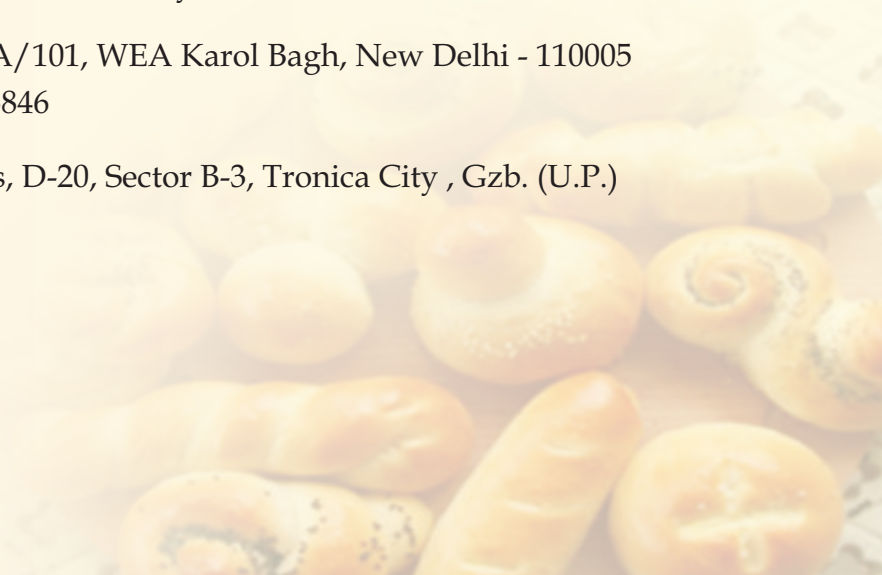 A/101, WEA Karol Bagh, New Delhi - 110005
846
s, D-20, Sector B-3, Tronica City , Gzb. (U.P.)